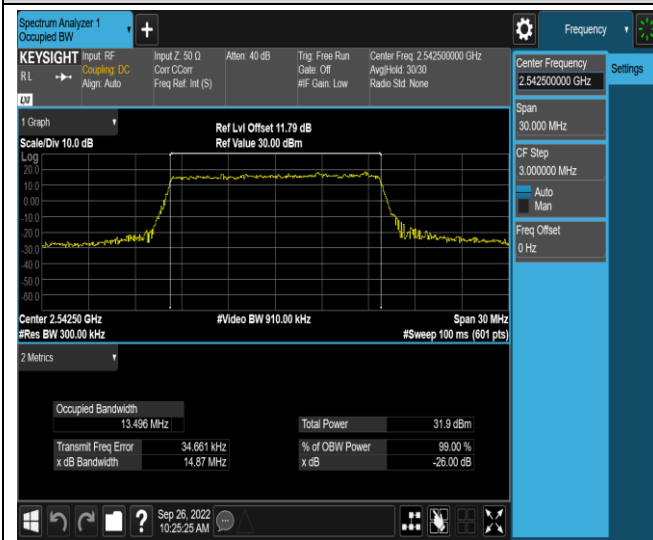 Spectrum Analyzer 1
Occupied BW
Frequency
KEYSIGHT
RL
LXI
Input: RF
Coupling: DC
Align: Auto
Input Z: 50 Ω
Corr CCorr
Freq Ref: Int (S)
Atten: 40 dB
Trig: Free Run
Gate: Off
#IF Gain: Low
Center Freq: 2.542500000 GHz
Avg|Hold: 30/30
Radio Std: None
Center Frequency
2.542500000 GHz
Settings
Span
30.000 MHz
CF Step
3.000000 MHz
Auto
Man
Freq Offset
0 Hz
1 Graph
Scale/Div 10.0 dB
Ref Lvl Offset 11.79 dB
Ref Value 30.00 dBm
Log
20.0
10.0
0.00
-10.0
-20.0
-30.0
-40.0
-50.0
-60.0
Center 2.54250 GHz
#Res BW 300.00 kHz
#Video BW 910.00 kHz
Span 30 MHz
#Sweep 100 ms (601 pts)
2 Metrics
Occupied Bandwidth
13.496 MHz
Total Power 31.9 dBm
Transmit Freq Error 34.661 kHz
% of OBW Power 99.00 %
x dB Bandwidth 14.87 MHz
x dB -26.00 dB
?
Sep 26, 2022
10:25:25 AM